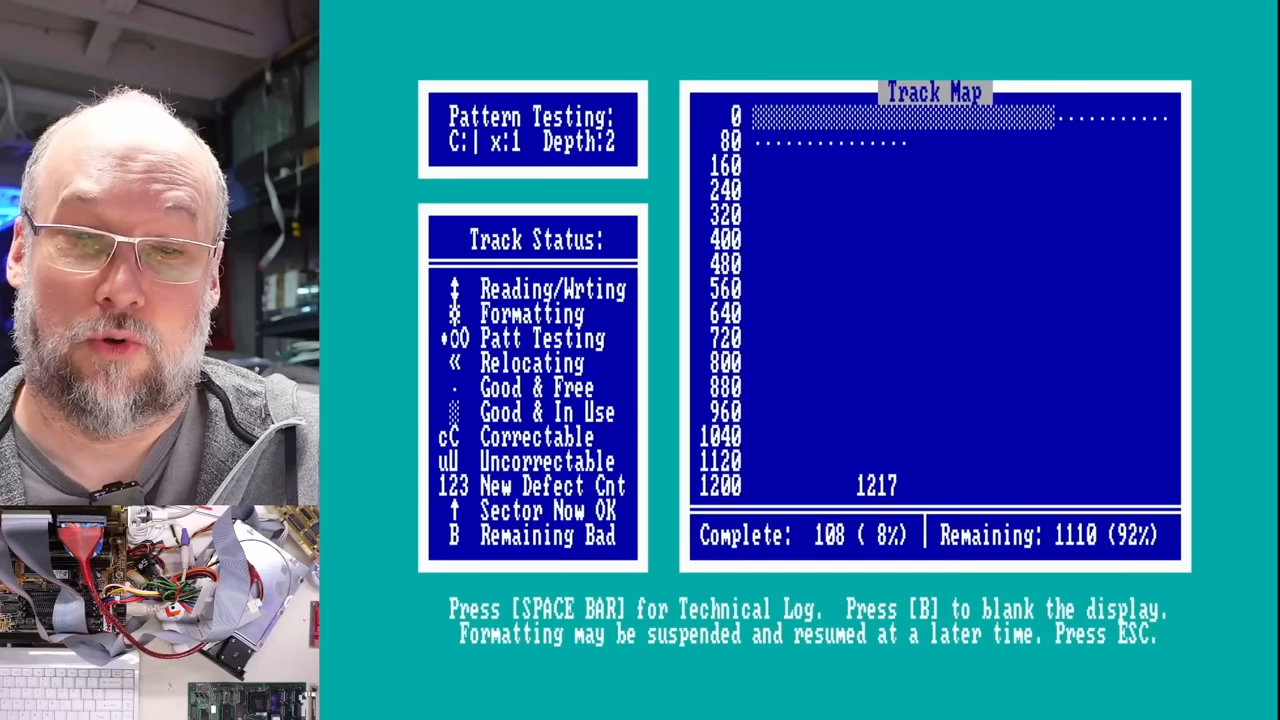 Pattern Testing:
C:| x:1 Depth:2
Track Status:
↕ Reading/Wrting
☼ Formatting
♦oO Patt Testing
« Relocating
· Good & Free
░ Good & In Use
cC Correctable
uU Uncorrectable
123 New Defect Cnt
↑ Sector Now OK
B Remaining Bad
Track Map
0
80
160
240
320
400
480
560
640
720
800
880
960
1040
1120
1200 1217
Complete: 108 ( 8%) | Remaining: 1110 (92%)
Press [SPACE BAR] for Technical Log. Press [B] to blank the display.
Formatting may be suspended and resumed at a later time. Press ESC.